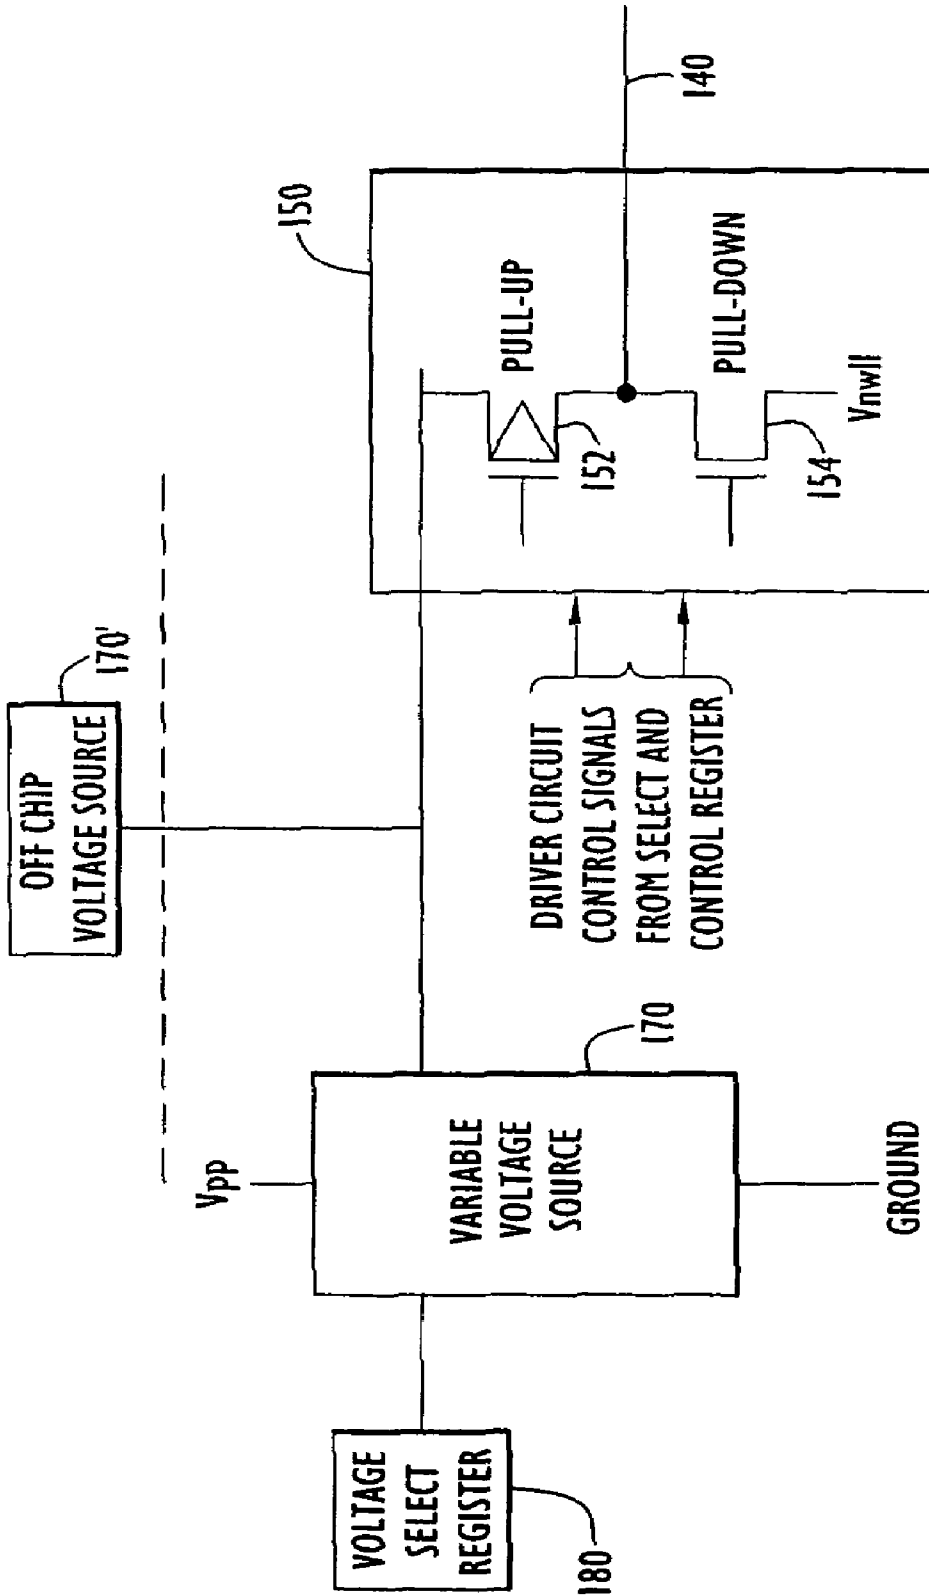 OFF CHIP
VOLTAGE SOURCE
170'
150
140
PULL-UP
152
PULL-DOWN
154
Vnwll
DRIVER CIRCUIT
CONTROL SIGNALS
FROM SELECT AND
CONTROL REGISTER
Vpp
VARIABLE
VOLTAGE
SOURCE
170
GROUND
VOLTAGE
SELECT
REGISTER
180